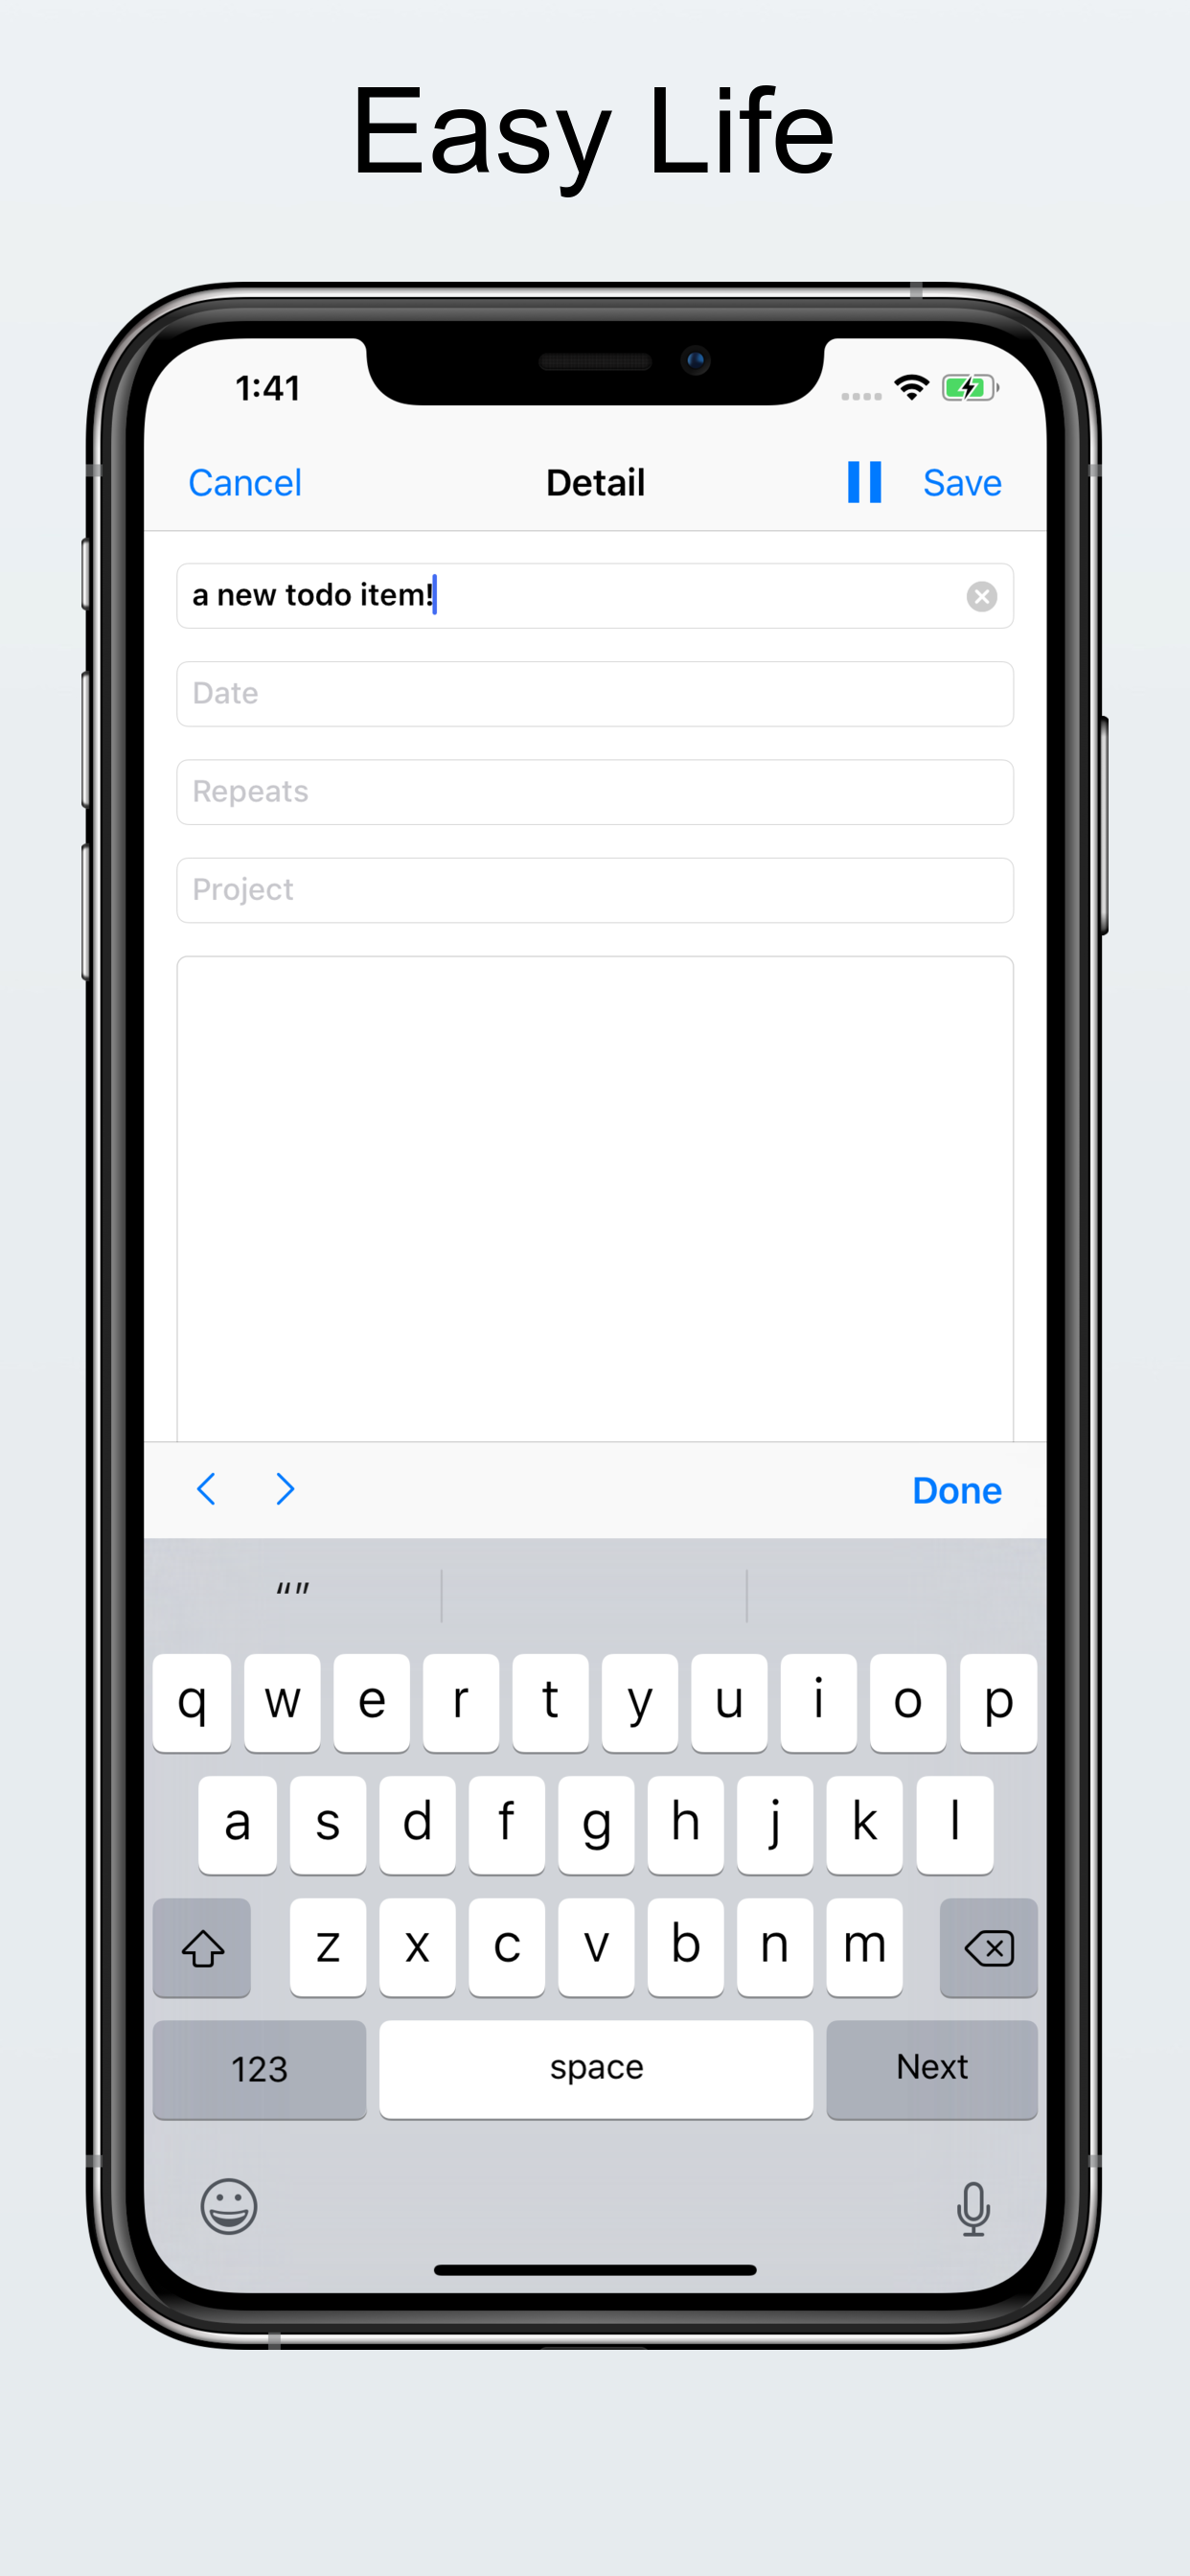 Easy Life
1:41
Cancel Detail Save
a new todo item!
Date
Repeats
Project
Done
“”
q w e r t y u i o p
a s d f g h j k l
z x c v b n m
123 space Next